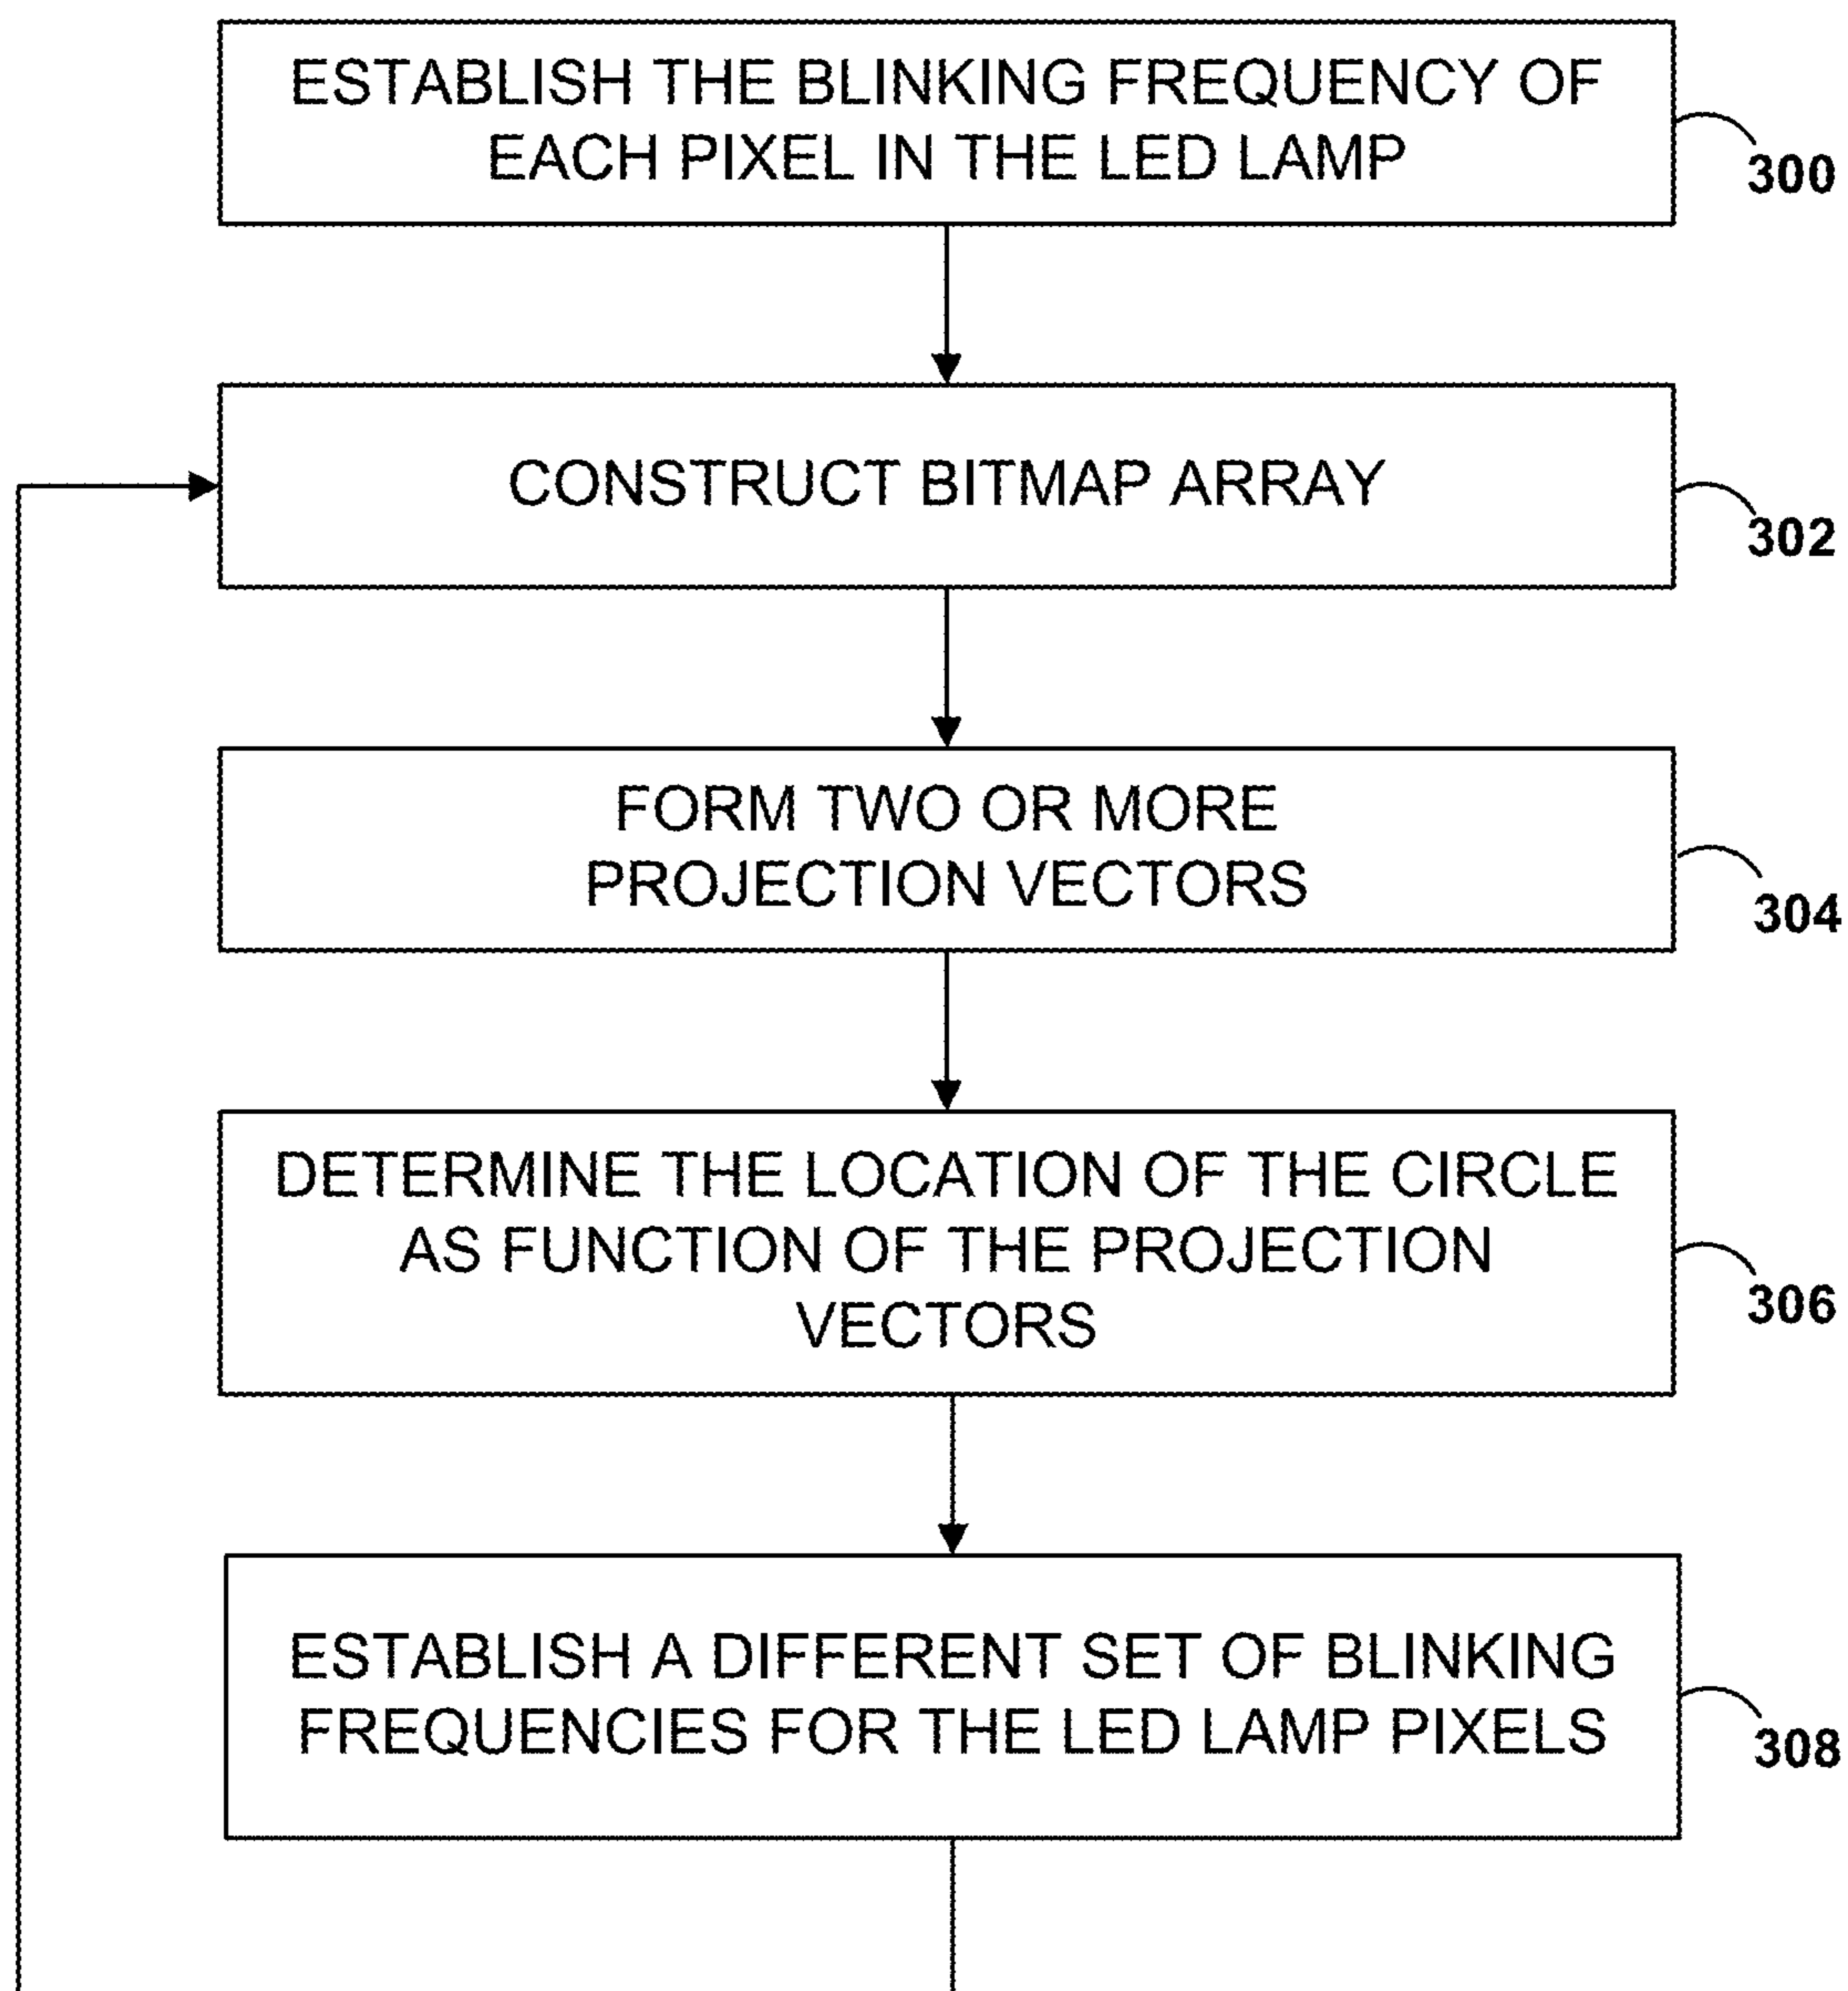 ESTABLISH THE BLINKING FREQUENCY OF
EACH PIXEL IN THE LED LAMP
300
CONSTRUCT BITMAP ARRAY
302
FORM TWO OR MORE
PROJECTION VECTORS
304
DETERMINE THE LOCATION OF THE CIRCLE
AS FUNCTION OF THE PROJECTION
VECTORS
306
ESTABLISH A DIFFERENT SET OF BLINKING
FREQUENCIES FOR THE LED LAMP PIXELS
308